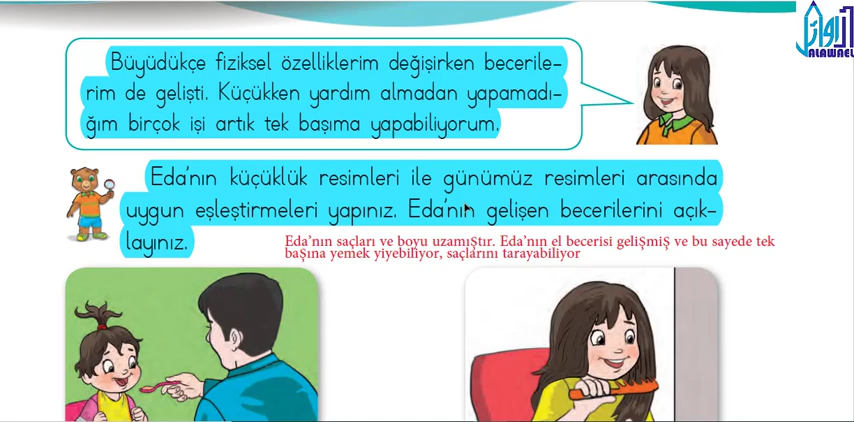 الأوائل
ALAWAEL
Büyüdükçe fiziksel özelliklerim değişirken becerile-
rim de gelişti. Küçükken yardım almadan yapamadı-
ğım birçok işi artık tek başıma yapabiliyorum.
Eda'nın küçüklük resimleri ile günümüz resimleri arasında
uygun eşleştirmeleri yapınız. Eda'nın gelişen becerilerini açık-
layınız.
Eda'nın saçları ve boyu uzamıştır. Eda'nın el becerisi gelişmiş ve bu sayede tek
başına yemek yiyebiliyor, saçlarını tarayabiliyor